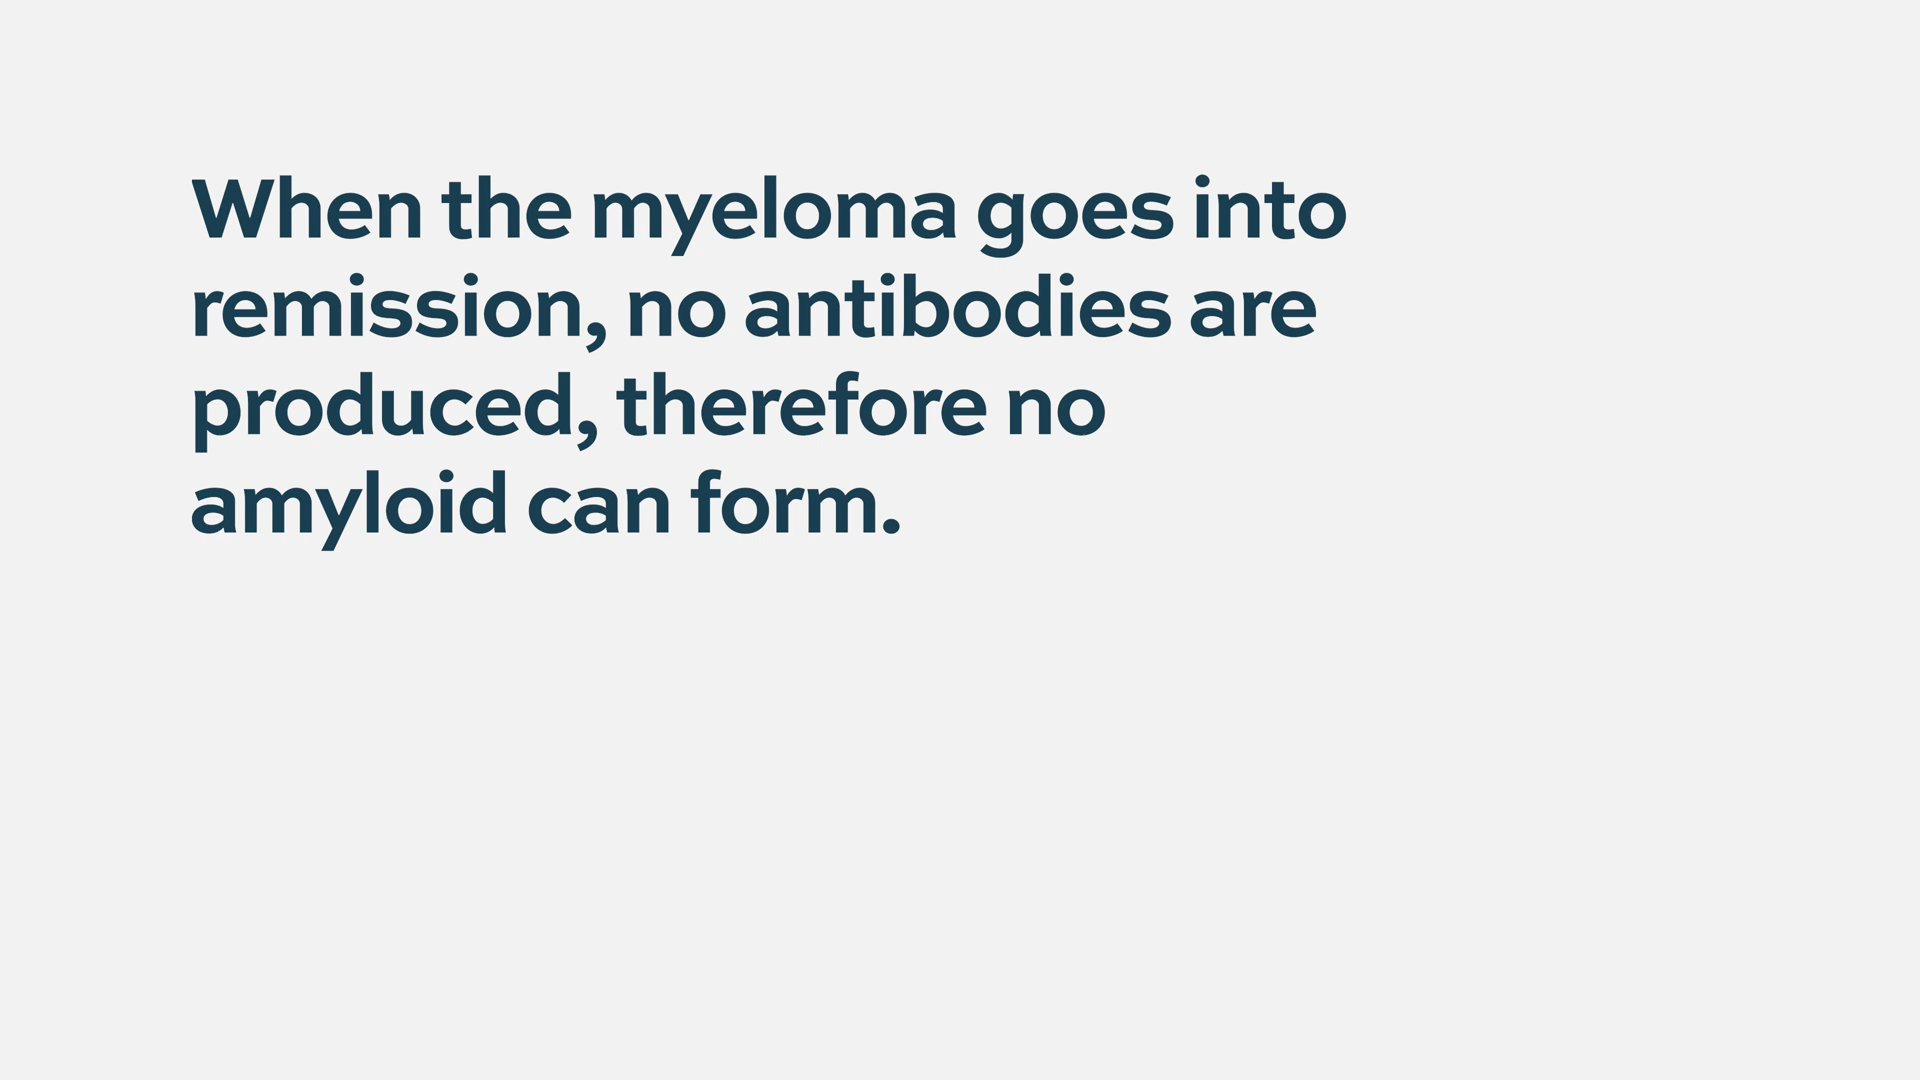 When the myeloma goes into
remission, no antibodies are
produced, therefore no
amyloid can form.